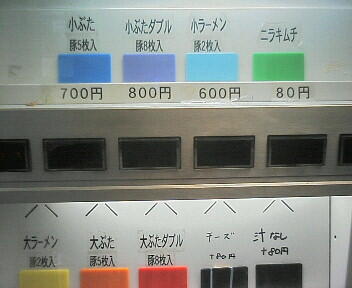 小ぶた 小ぶたダブル 小ラーメン ニラキムチ
豚5枚入 豚8枚入 豚2枚入
700円 800円 600円 80円
大ラーメン 大ぶた 大ぶたダブル チーズ 汁なし
豚2枚入 豚5枚入 豚8枚入 +80円 +80円